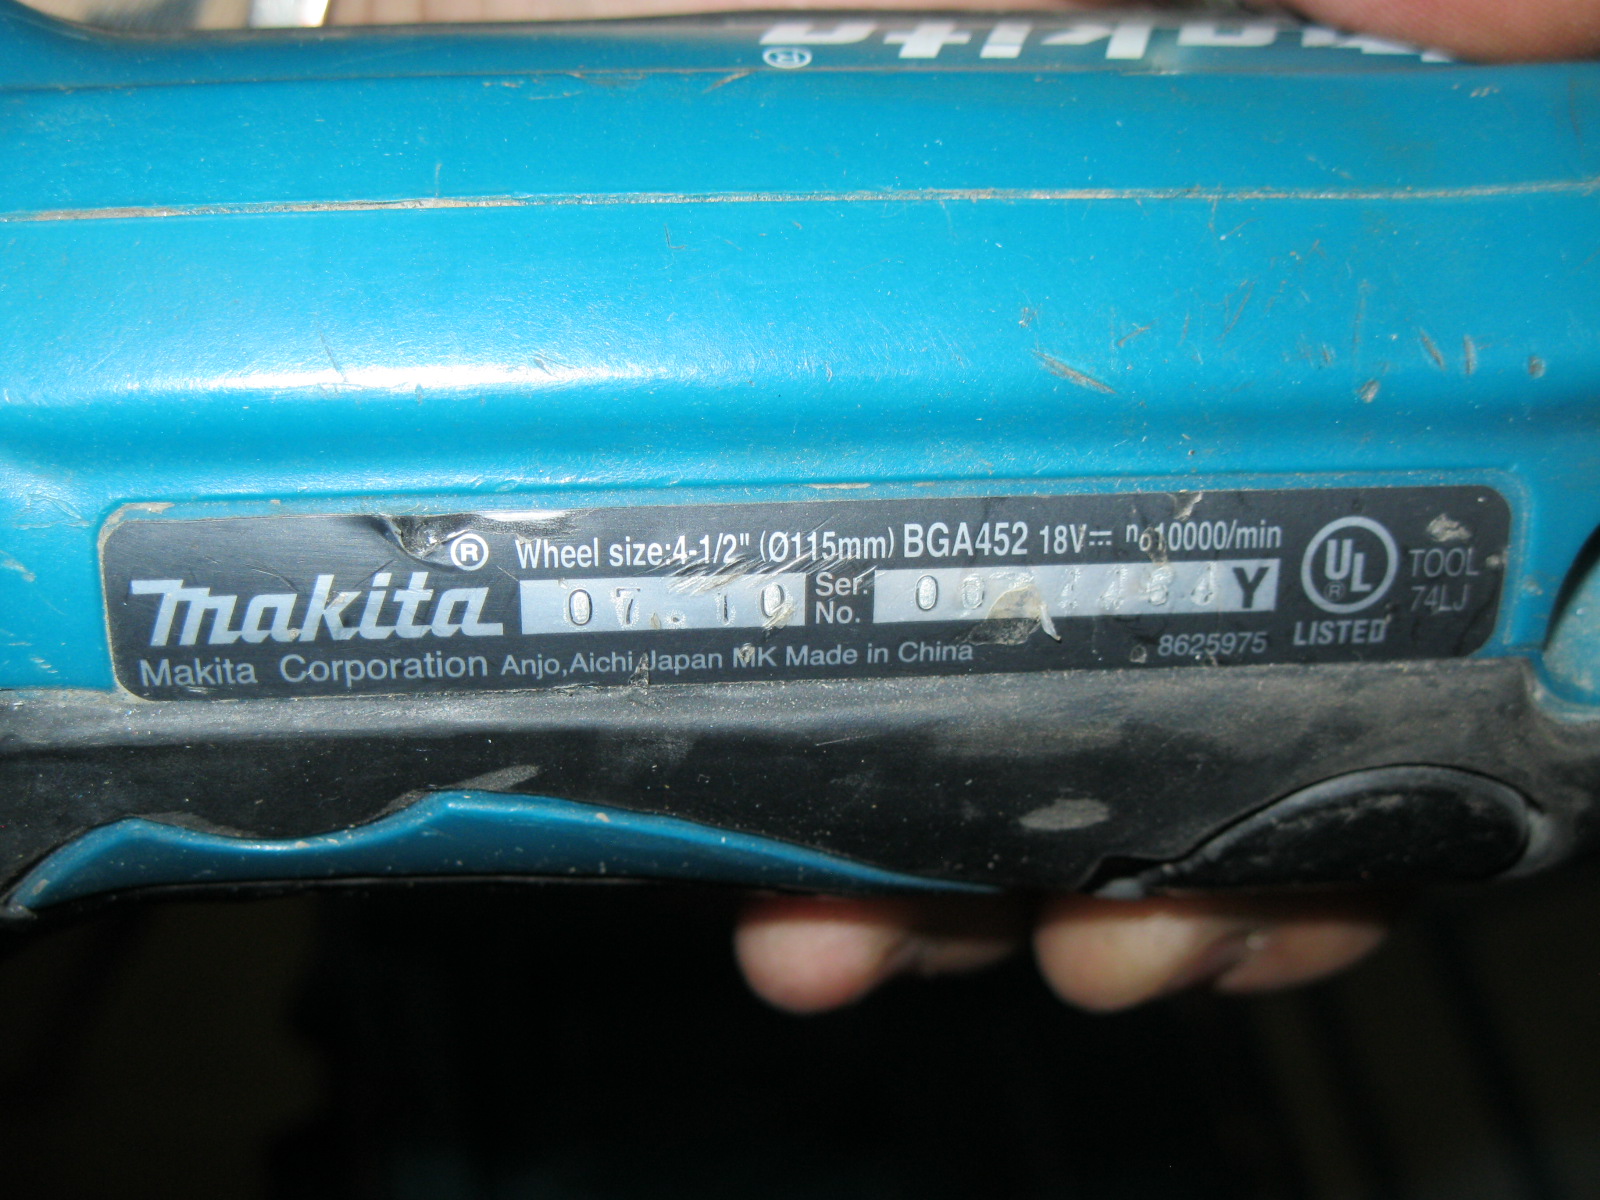 makita ®
Wheel size:4-1/2" (Ø115mm) BGA452 18V⎓ n₀10000/min
makita®
07.10 Ser. No. Y
Makita Corporation Anjo,Aichi,Japan MK Made in China 8625975
UL ® LISTED
TOOL
74LJ